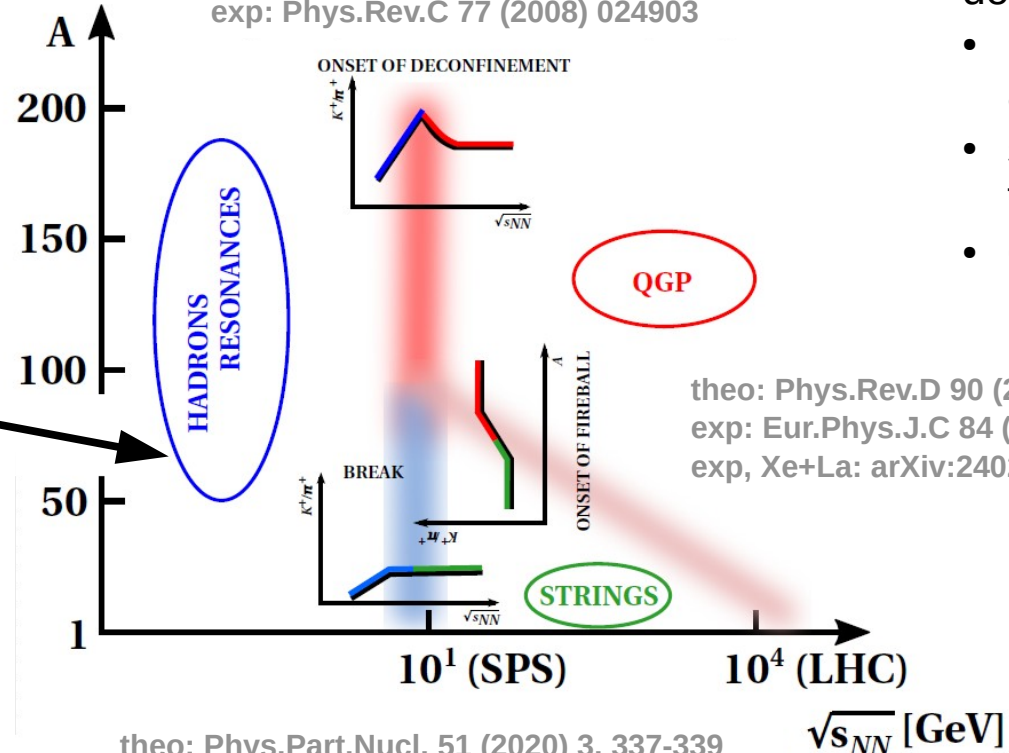 exp: Phys.Rev.C 77 (2008) 024903
A
ONSET OF DECONFINEMENT
K⁺/π⁺
√sNN
200
150
100
50
1
HADRONS
RESONANCES
QGP
A
ONSET OF FIREBALL
K⁺/π⁺
theo: Phys.Rev.D 90 (2
exp: Eur.Phys.J.C 84 (
exp, Xe+La: arXiv:240
BREAK
K⁺/π⁺
√sNN
STRINGS
10¹ (SPS)
10⁴ (LHC)
√sNN [GeV]
theo: Phys.Part.Nucl. 51 (2020) 3, 337-339